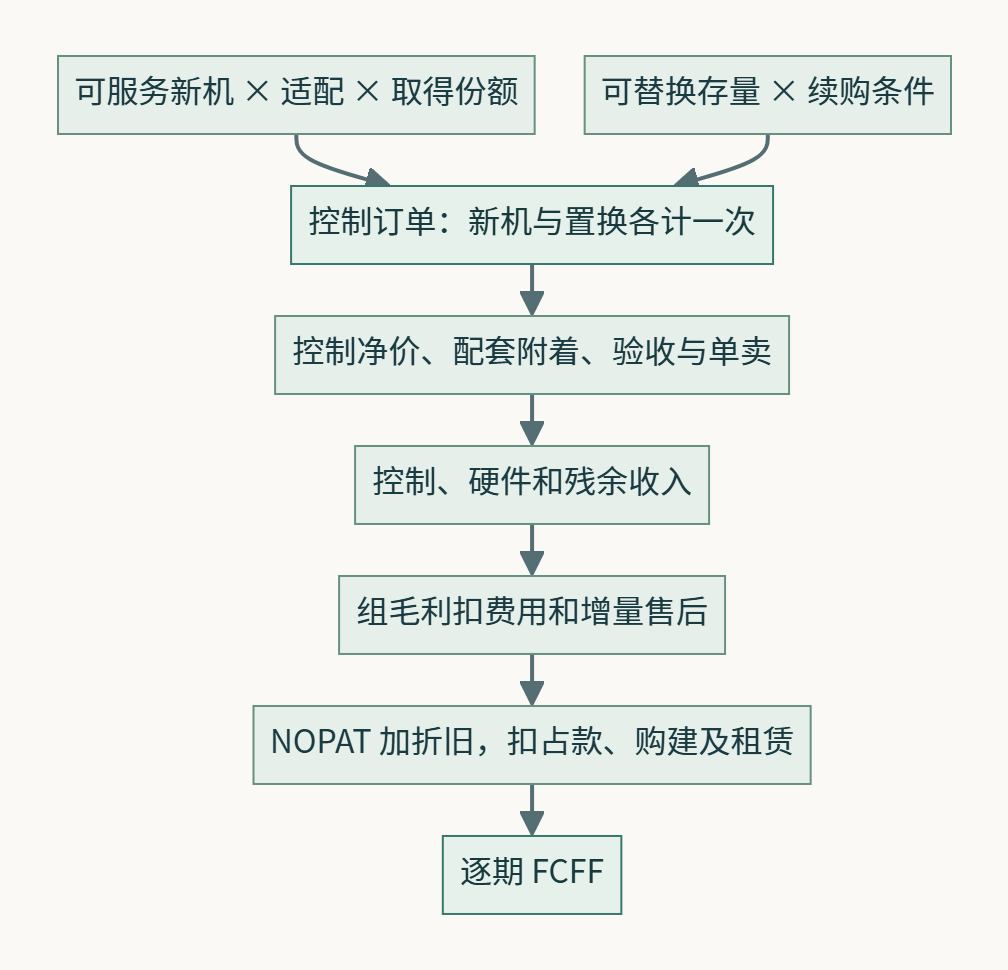 可服务新机 × 适配 × 取得份额
可替换存量 × 续购条件
控制订单：新机与置换各计一次
控制净价、配套附着、验收与单卖
控制、硬件和残余收入
组毛利扣费用和增量售后
NOPAT 加折旧，扣占款、购建及租赁
逐期 FCFF